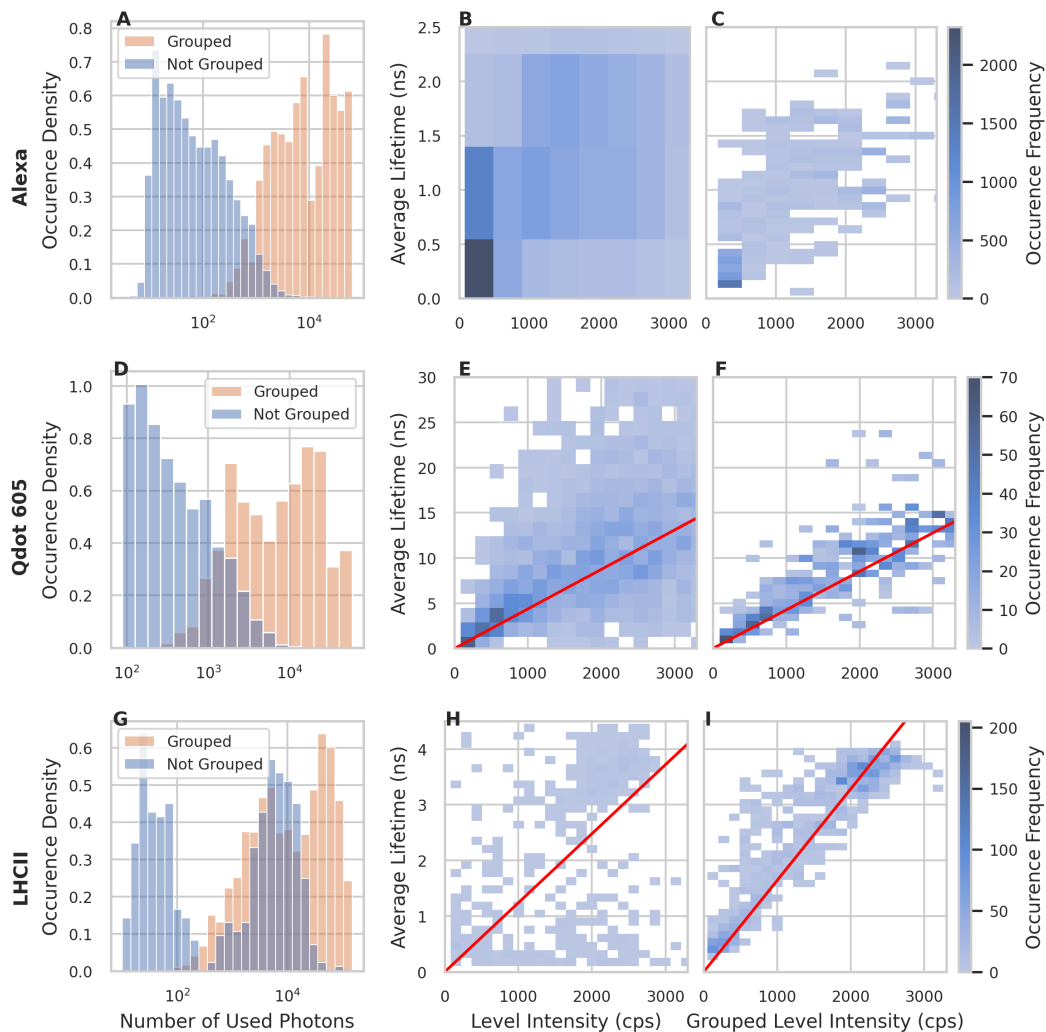 A
B
C
Alexa
Occurence Density
0.8
0.7
0.6
0.5
0.4
0.3
0.2
0.1
0.0
Grouped
Not Grouped
10²
10⁴
Average Lifetime (ns)
2.5
2.0
1.5
1.0
0.5
0.0
0
1000
2000
3000
0
1000
2000
3000
2000
1500
1000
500
0
Occurence Frequency
D
E
F
Qdot 605
Occurence Density
1.0
0.8
0.6
0.4
0.2
0.0
Grouped
Not Grouped
10²
10³
10⁴
Average Lifetime (ns)
30
25
20
15
10
5
0
0
1000
2000
3000
0
1000
2000
3000
70
60
50
40
30
20
10
0
Occurence Frequency
G
H
I
LHCII
Occurence Density
0.6
0.5
0.4
0.3
0.2
0.1
0.0
Grouped
Not Grouped
10²
10⁴
Number of Used Photons
Average Lifetime (ns)
4
3
2
1
0
0
1000
2000
3000
Level Intensity (cps)
0
1000
2000
3000
Grouped Level Intensity (cps)
200
150
100
50
0
Occurence Frequency